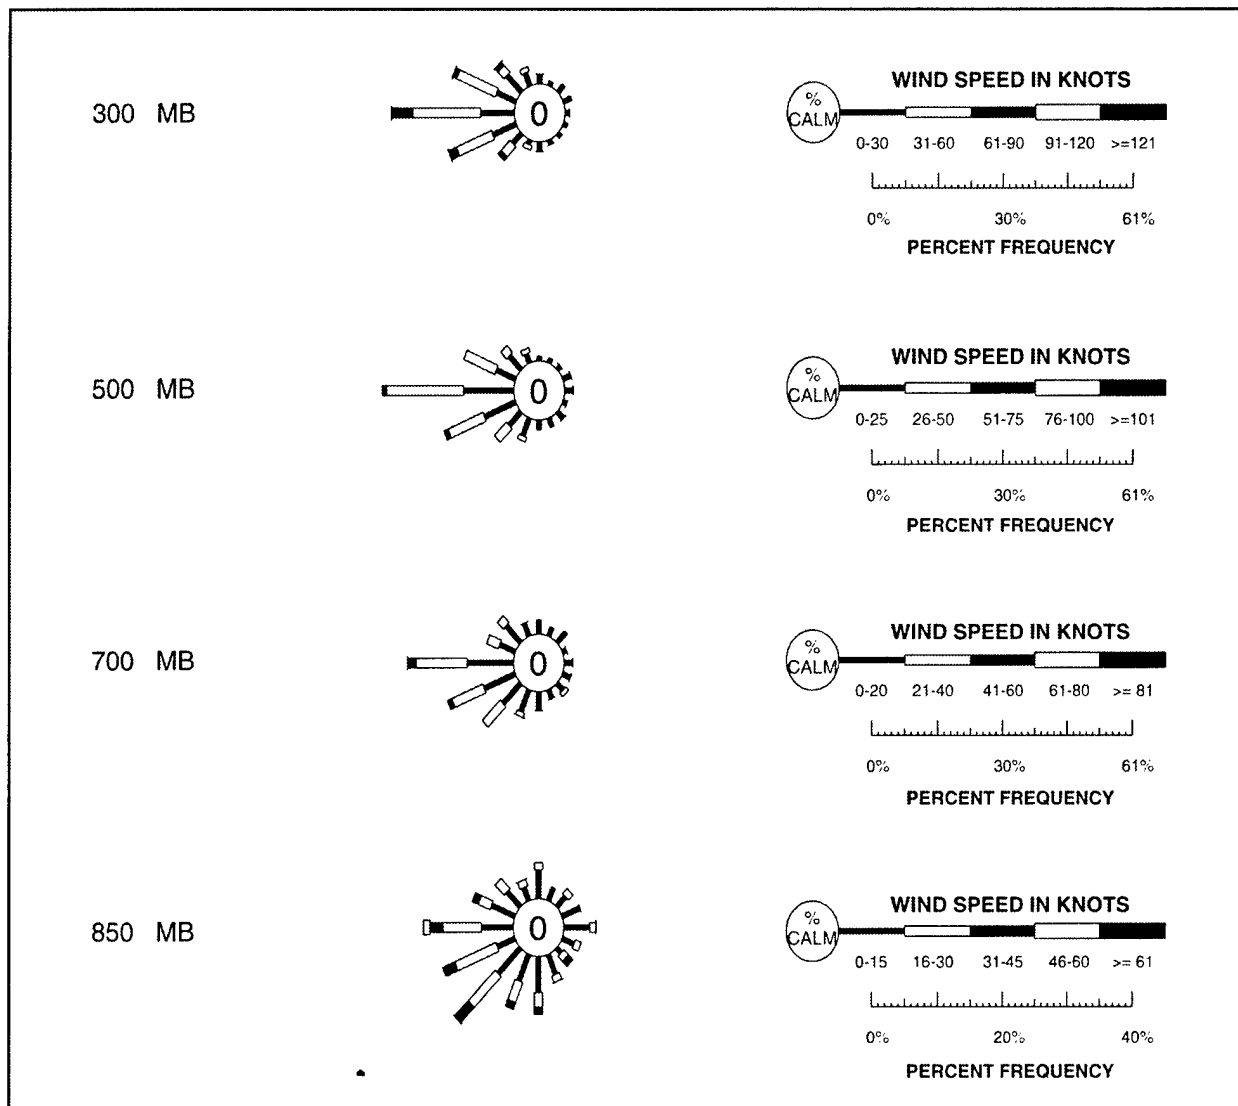 300 MB
0
WIND SPEED IN KNOTS
% CALM
0-30 31-60 61-90 91-120 >=121
0% 30% 61%
PERCENT FREQUENCY
500 MB
0
WIND SPEED IN KNOTS
% CALM
0-25 26-50 51-75 76-100 >=101
0% 30% 61%
PERCENT FREQUENCY
700 MB
0
WIND SPEED IN KNOTS
% CALM
0-20 21-40 41-60 61-80 >= 81
0% 30% 61%
PERCENT FREQUENCY
850 MB
0
WIND SPEED IN KNOTS
% CALM
0-15 16-30 31-45 46-60 >= 61
0% 20% 40%
PERCENT FREQUENCY